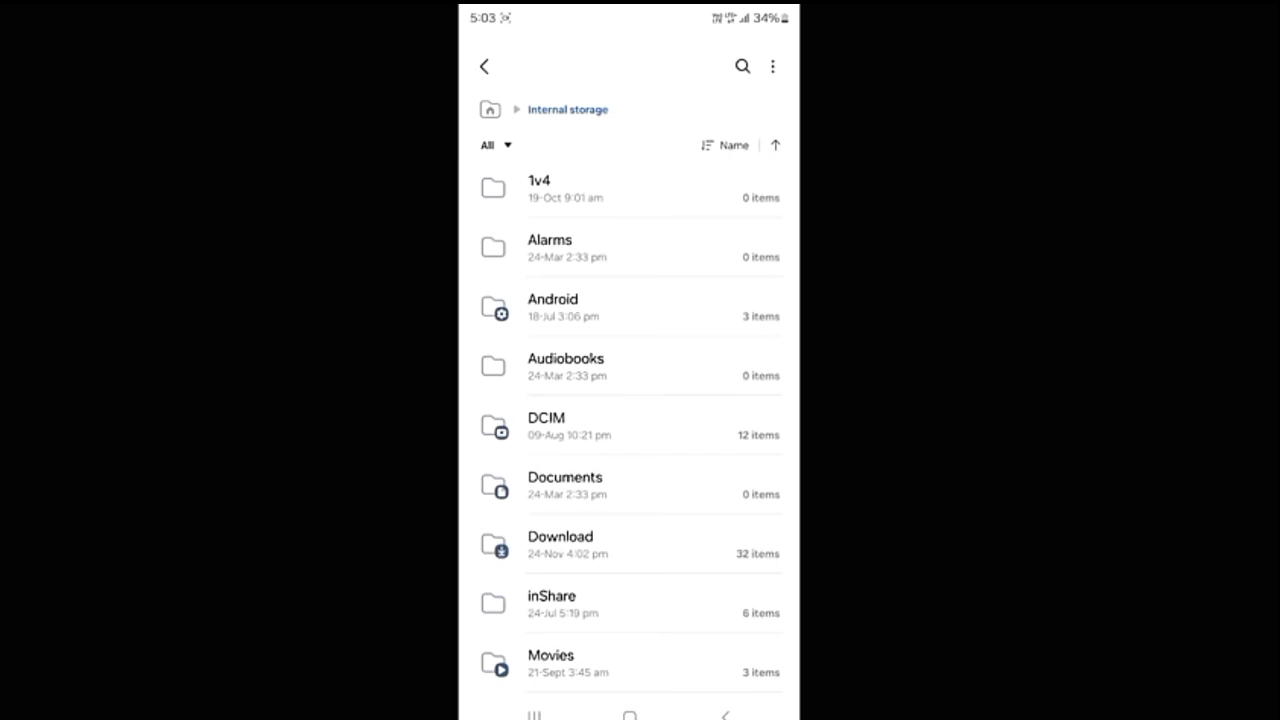 5:03
34%
Internal storage
All
Name
1v4
19-Oct 9:01 am
0 items
Alarms
24-Mar 2:33 pm
0 items
Android
18-Jul 3:06 pm
3 items
Audiobooks
24-Mar 2:33 pm
0 items
DCIM
09-Aug 10:21 pm
12 items
Documents
24-Mar 2:33 pm
0 items
Download
24-Nov 4:02 pm
32 items
inShare
24-Jul 5:19 pm
6 items
Movies
21-Sept 3:45 am
3 items